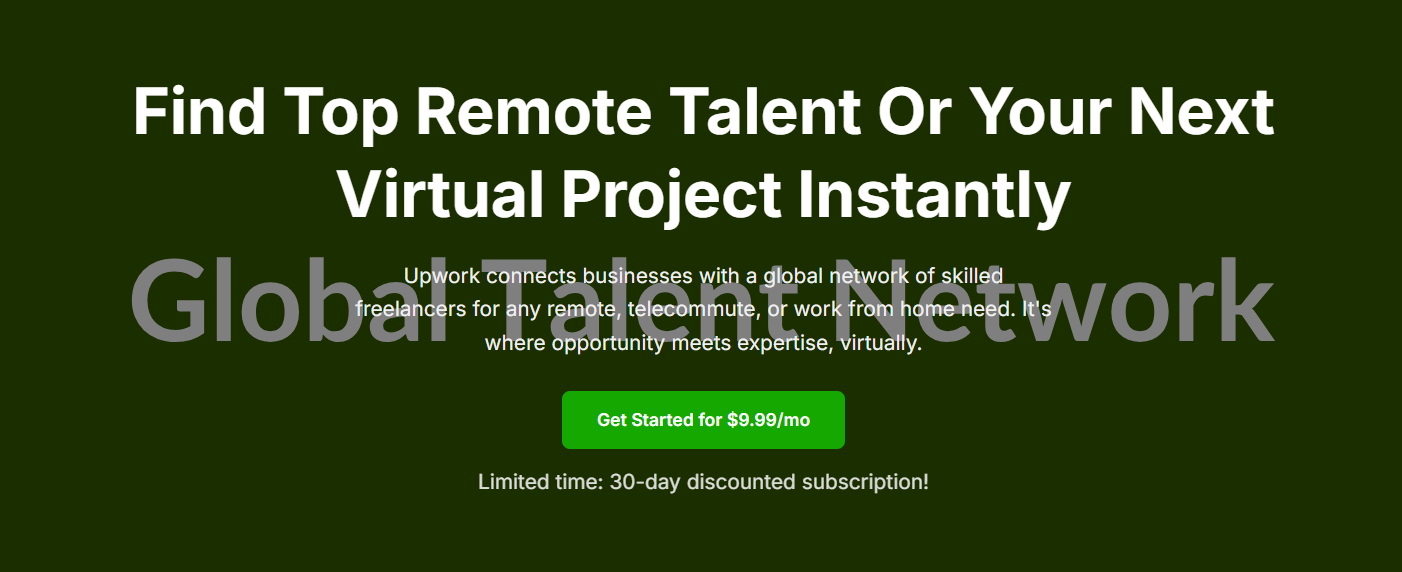 Find Top Remote Talent Or Your Next
Virtual Project Instantly
Global Talent Network
Upwork connects businesses with a global network of skilled
freelancers for any remote, telecommute, or work from home need. It's
where opportunity meets expertise, virtually.
Get Started for $9.99/mo
Limited time: 30-day discounted subscription!